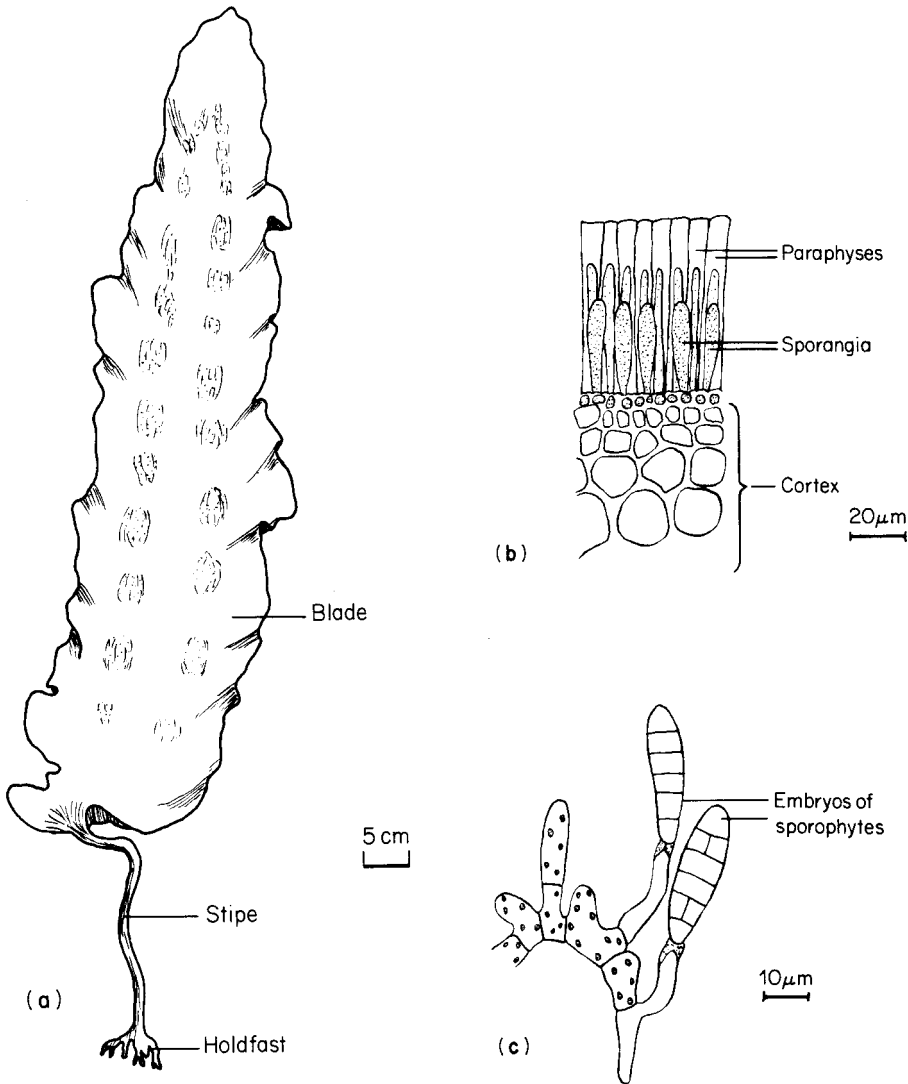 Paraphyses
Sporangia
Cortex
20μm
(b)
Blade
5 cm
Embryos of
sporophytes
Stipe
(a)
10μm
Holdfast
(c)